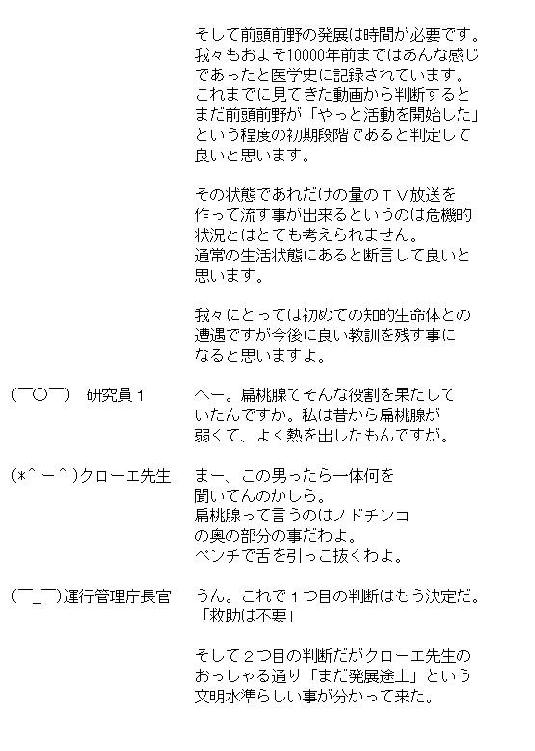 そして前頭前野の発展は時間が必要です。
我々もおよそ10000年前まではあんな感じ
であったと医学史に記録されています。
これまでに見てきた動画から判断すると
まだ前頭前野が「やっと活動を開始した」
という程度の初期段階であると判定して
良いと思います。
その状態であれだけの量のＴＶ放送を
作って流す事が出来るというのは危機的
状況とはとても考えられません。
通常の生活状態にあると断言して良いと
思います。
我々にとっては初めての知的生命体との
遭遇ですが今後に良い教訓を残す事に
なると思いますよ。
(￣○￣)　研究員１　へー。扁桃腺てそんな役割を果たして
いたんですか。私は昔から扁桃腺が
弱くて、よく熱を出したもんですが。
(*＾ー＾)クローエ先生　まー、この男ったら一体何を
聞いてんのかしら。
扁桃腺って言うのはノドチンコ
の奥の部分の事だわよ。
ペンチで舌を引っこ抜くわよ。
(￣_￣)運行管理庁長官　うん。これで１つ目の判断はもう決定だ。
「救助は不要」
そして２つ目の判断だがクローエ先生の
おっしゃる通り「まだ発展途上」という
文明水準らしい事が分かって来た。